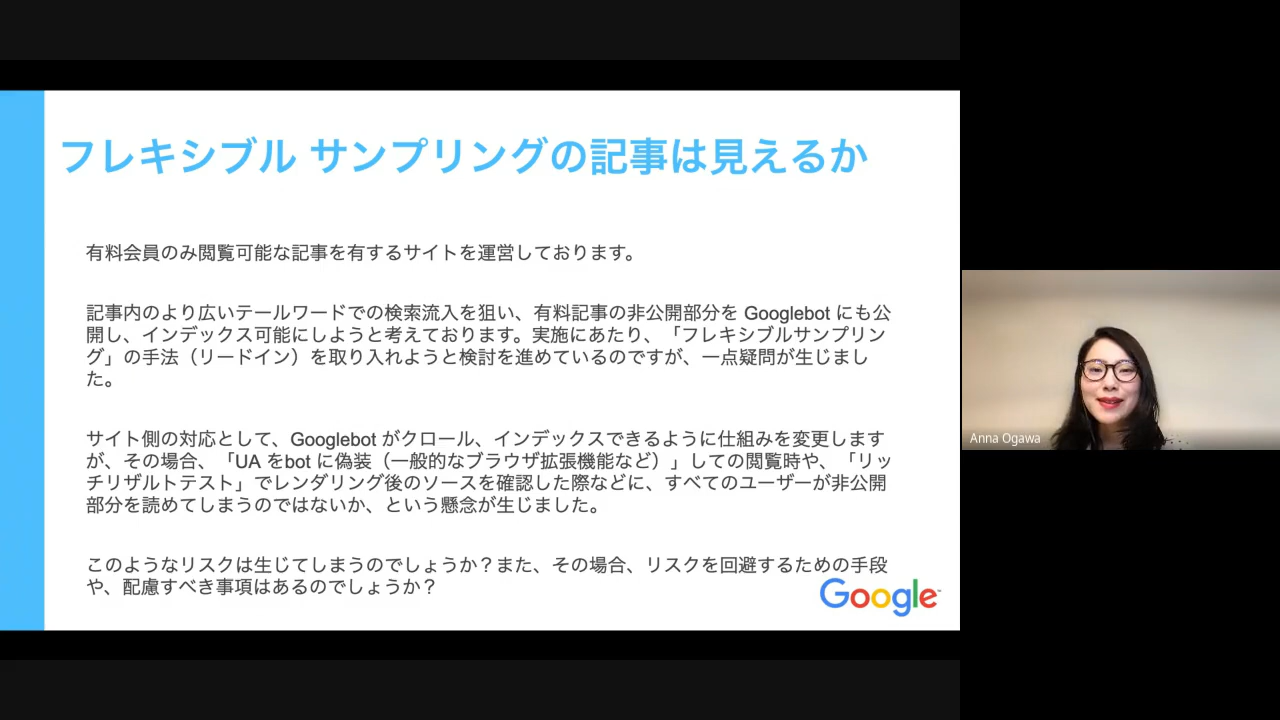 フレキシブル サンプリングの記事は見えるか
有料会員のみ閲覧可能な記事を有するサイトを運営しております。
記事内のより広いテールワードでの検索流入を狙い、有料記事の非公開部分を Googlebot にも公
開し、インデックス可能にしようと考えております。実施にあたり、「フレキシブルサンプリン
グ」の手法（リードイン）を取り入れようと検討を進めているのですが、一点疑問が生じまし
た。
サイト側の対応として、Googlebot がクロール、インデックスできるように仕組みを変更します
が、その場合、「UA をbot に偽装（一般的なブラウザ拡張機能など）」しての閲覧時や、「リッ
チリザルトテスト」でレンダリング後のソースを確認した際などに、すべてのユーザーが非公開
部分を読めてしまうのではないか、という懸念が生じました。
このようなリスクは生じてしまうのでしょうか？また、その場合、リスクを回避するための手段
や、配慮すべき事項はあるのでしょうか？
Google
Anna Ogawa